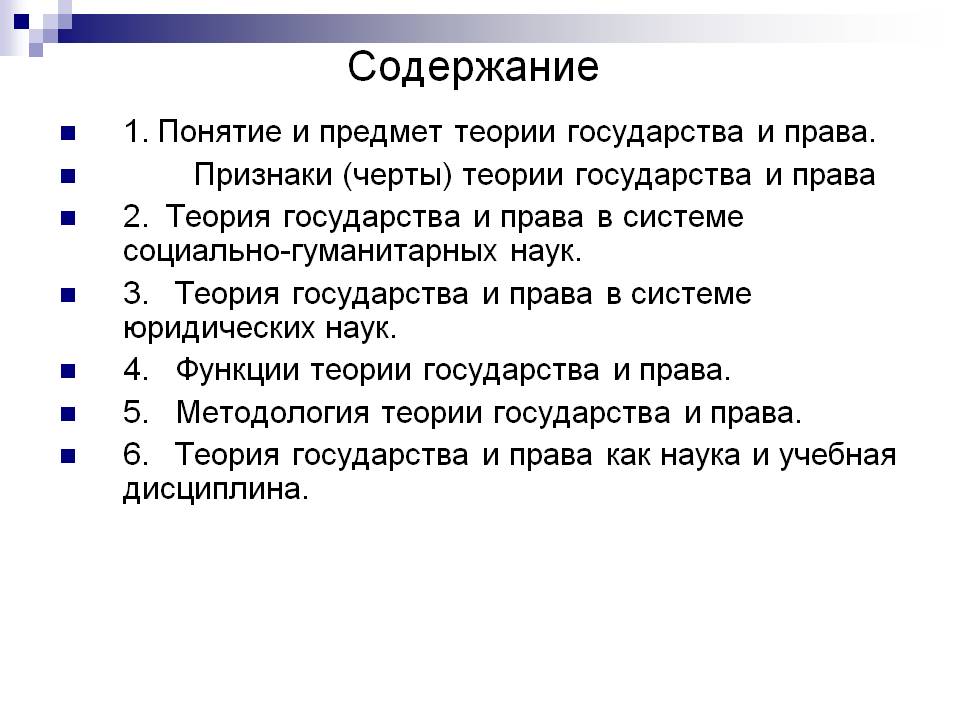 Содержание
1. Понятие и предмет теории государства и права.
Признаки (черты) теории государства и права
2. Теория государства и права в системе
социально-гуманитарных наук.
3. Теория государства и права в системе
юридических наук.
4. Функции теории государства и права.
5. Методология теории государства и права.
6. Теория государства и права как наука и учебная
дисциплина.